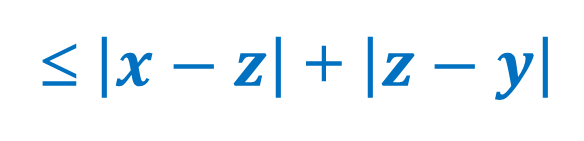 ≤ |x − z| + |z − y|